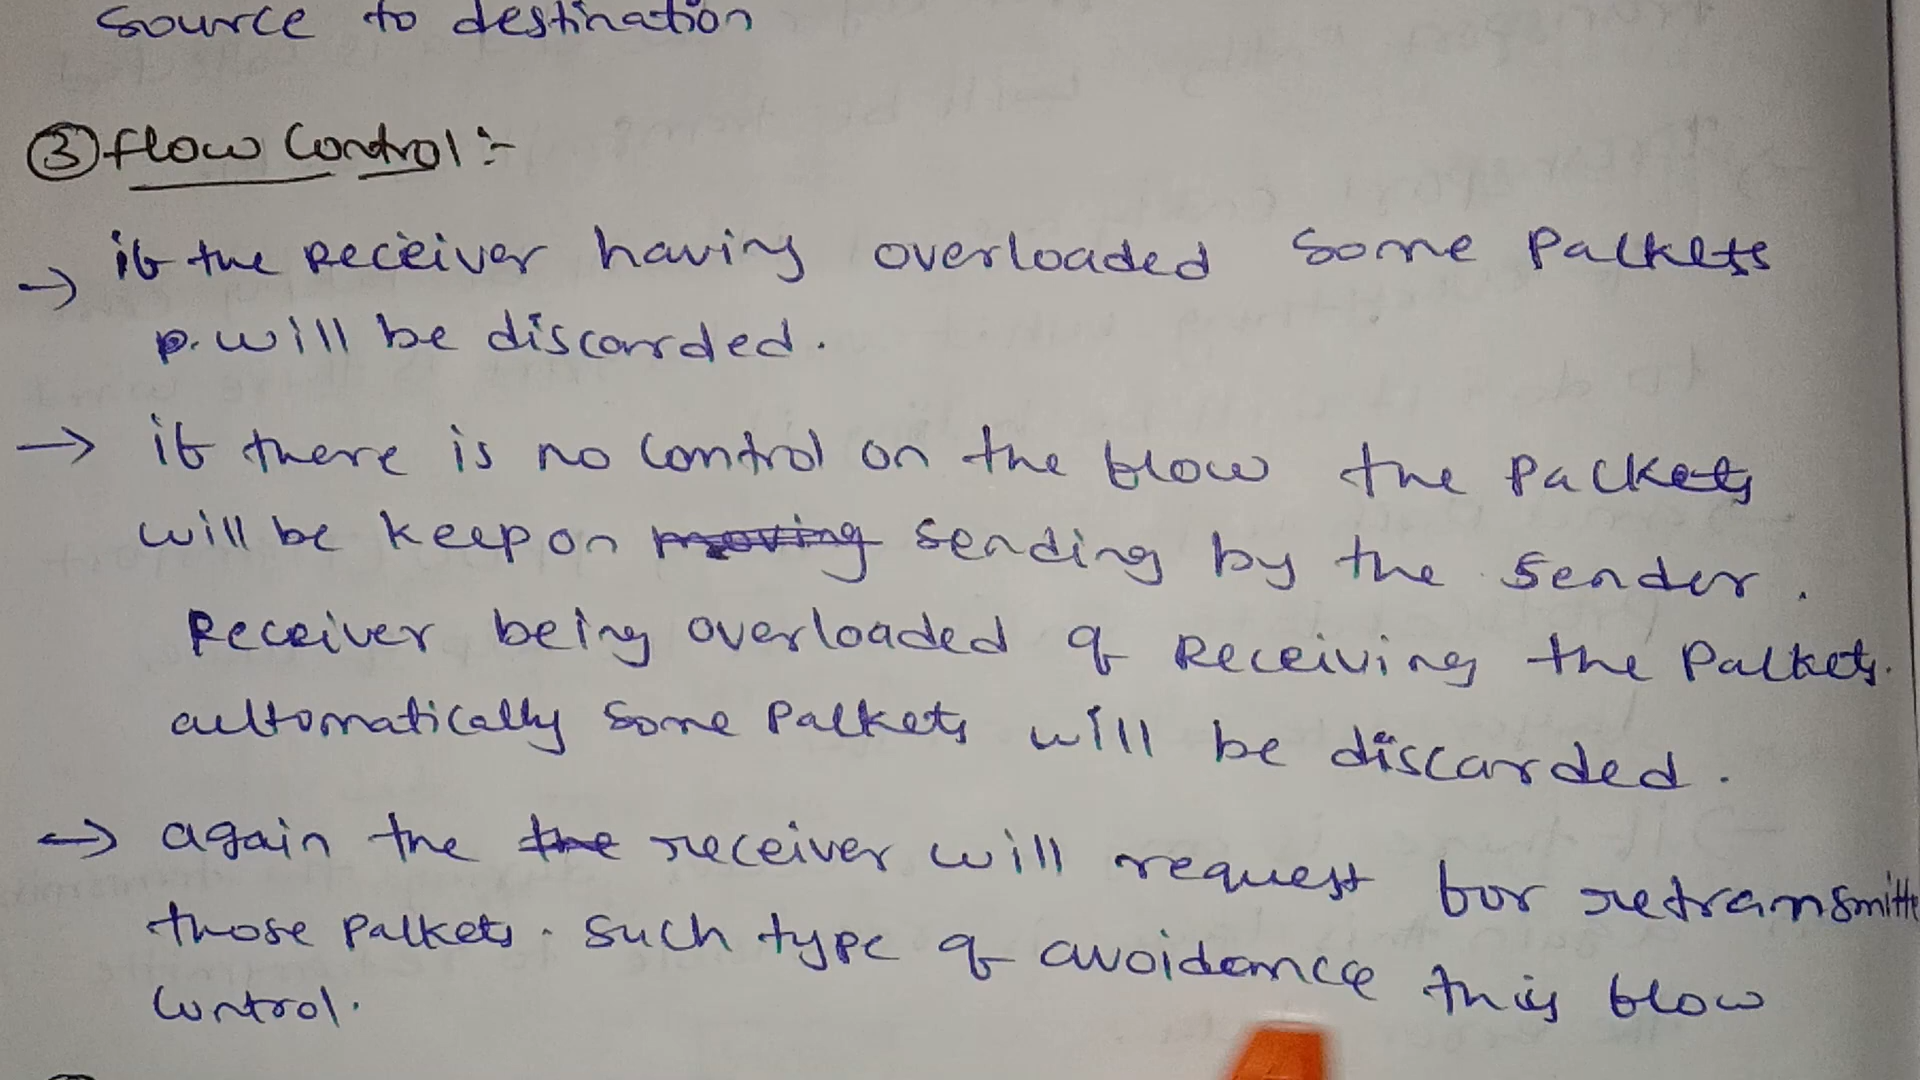 source to destination
③ flow control :-
→ if the Receiver having overloaded some Packets
p. will be discarded.
→ if there is no control on the flow the Packets
will be keep on moving sending by the sender.
Receiver being overloaded of Receiving the Packets.
automatically some Packets will be discarded.
→ again the the receiver will request for retransmitte
those Packets. such type of avoidance this flow
control.